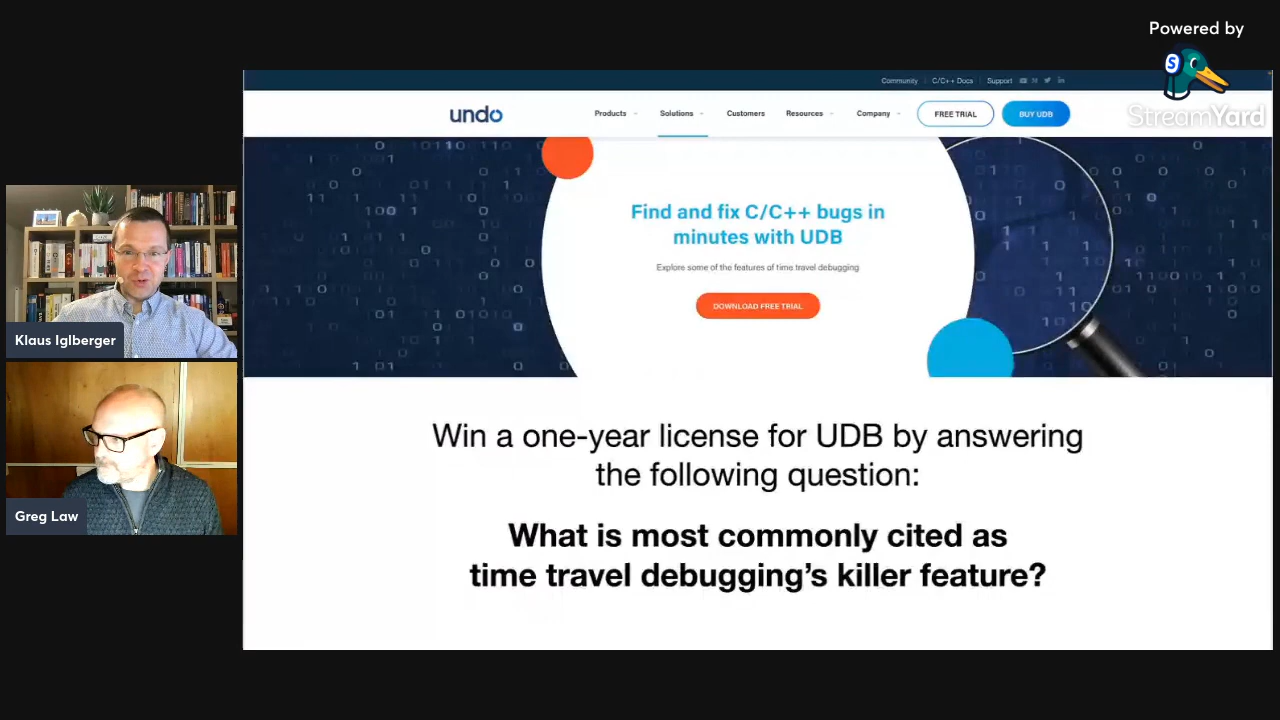 Powered by
S
StreamYard
Community C/C++ Docs Support
undo
Products Solutions Customers Resources Company FREE TRIAL BUY UDB
Find and fix C/C++ bugs in
minutes with UDB
Explore some of the features of time travel debugging
DOWNLOAD FREE TRIAL
Klaus Iglberger
Greg Law
Win a one-year license for UDB by answering
the following question:
What is most commonly cited as
time travel debugging's killer feature?